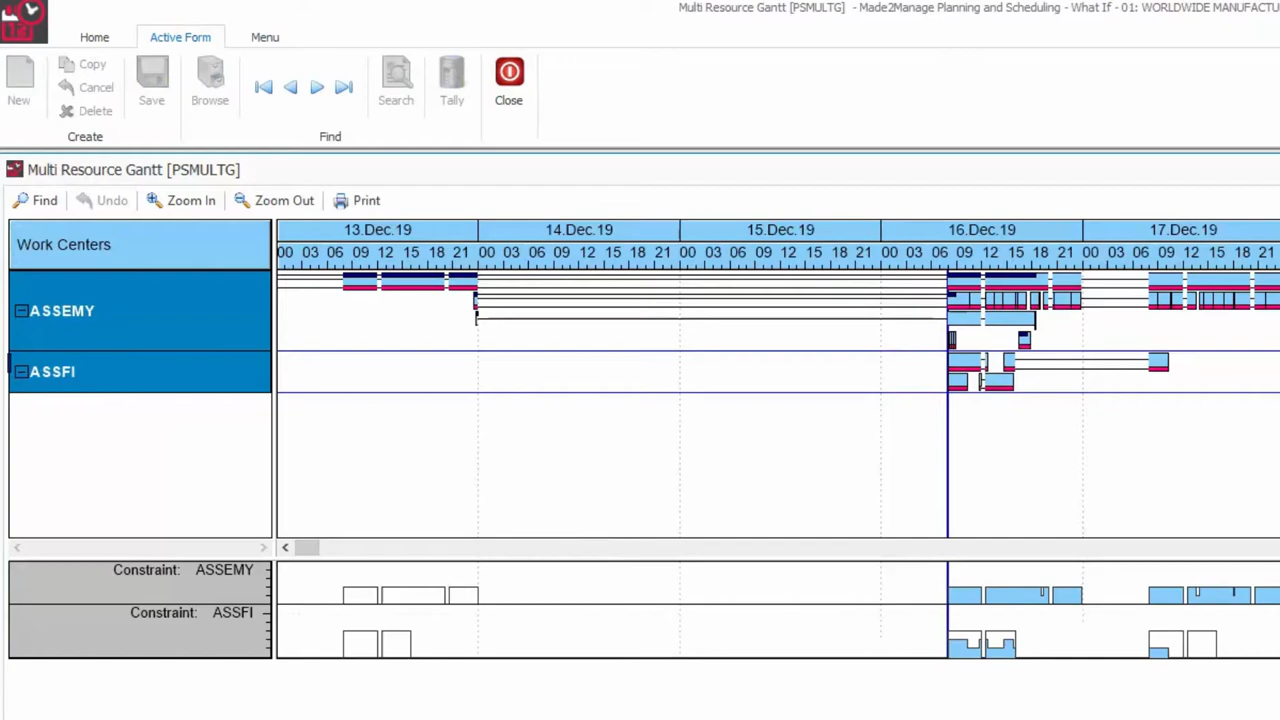 Multi Resource Gantt [PSMULTG] - Made2Manage Planning and Scheduling - What If - 01: WORLDWIDE MANUFACTU
Home Active Form Menu
New Copy Cancel Delete Save Browse Search Tally Close
Create Find
Multi Resource Gantt [PSMULTG]
Find Undo Zoom In Zoom Out Print
Work Centers 13.Dec.19 14.Dec.19 15.Dec.19 16.Dec.19 17.Dec.19
00 03 06 09 12 15 18 21 00 03 06 09 12 15 18 21 00 03 06 09 12 15 18 21 00 03 06 09 12 15 18 21 00 03 06 09 12 15 18 21
ASSEMY
ASSFI
Constraint: ASSEMY
Constraint: ASSFI